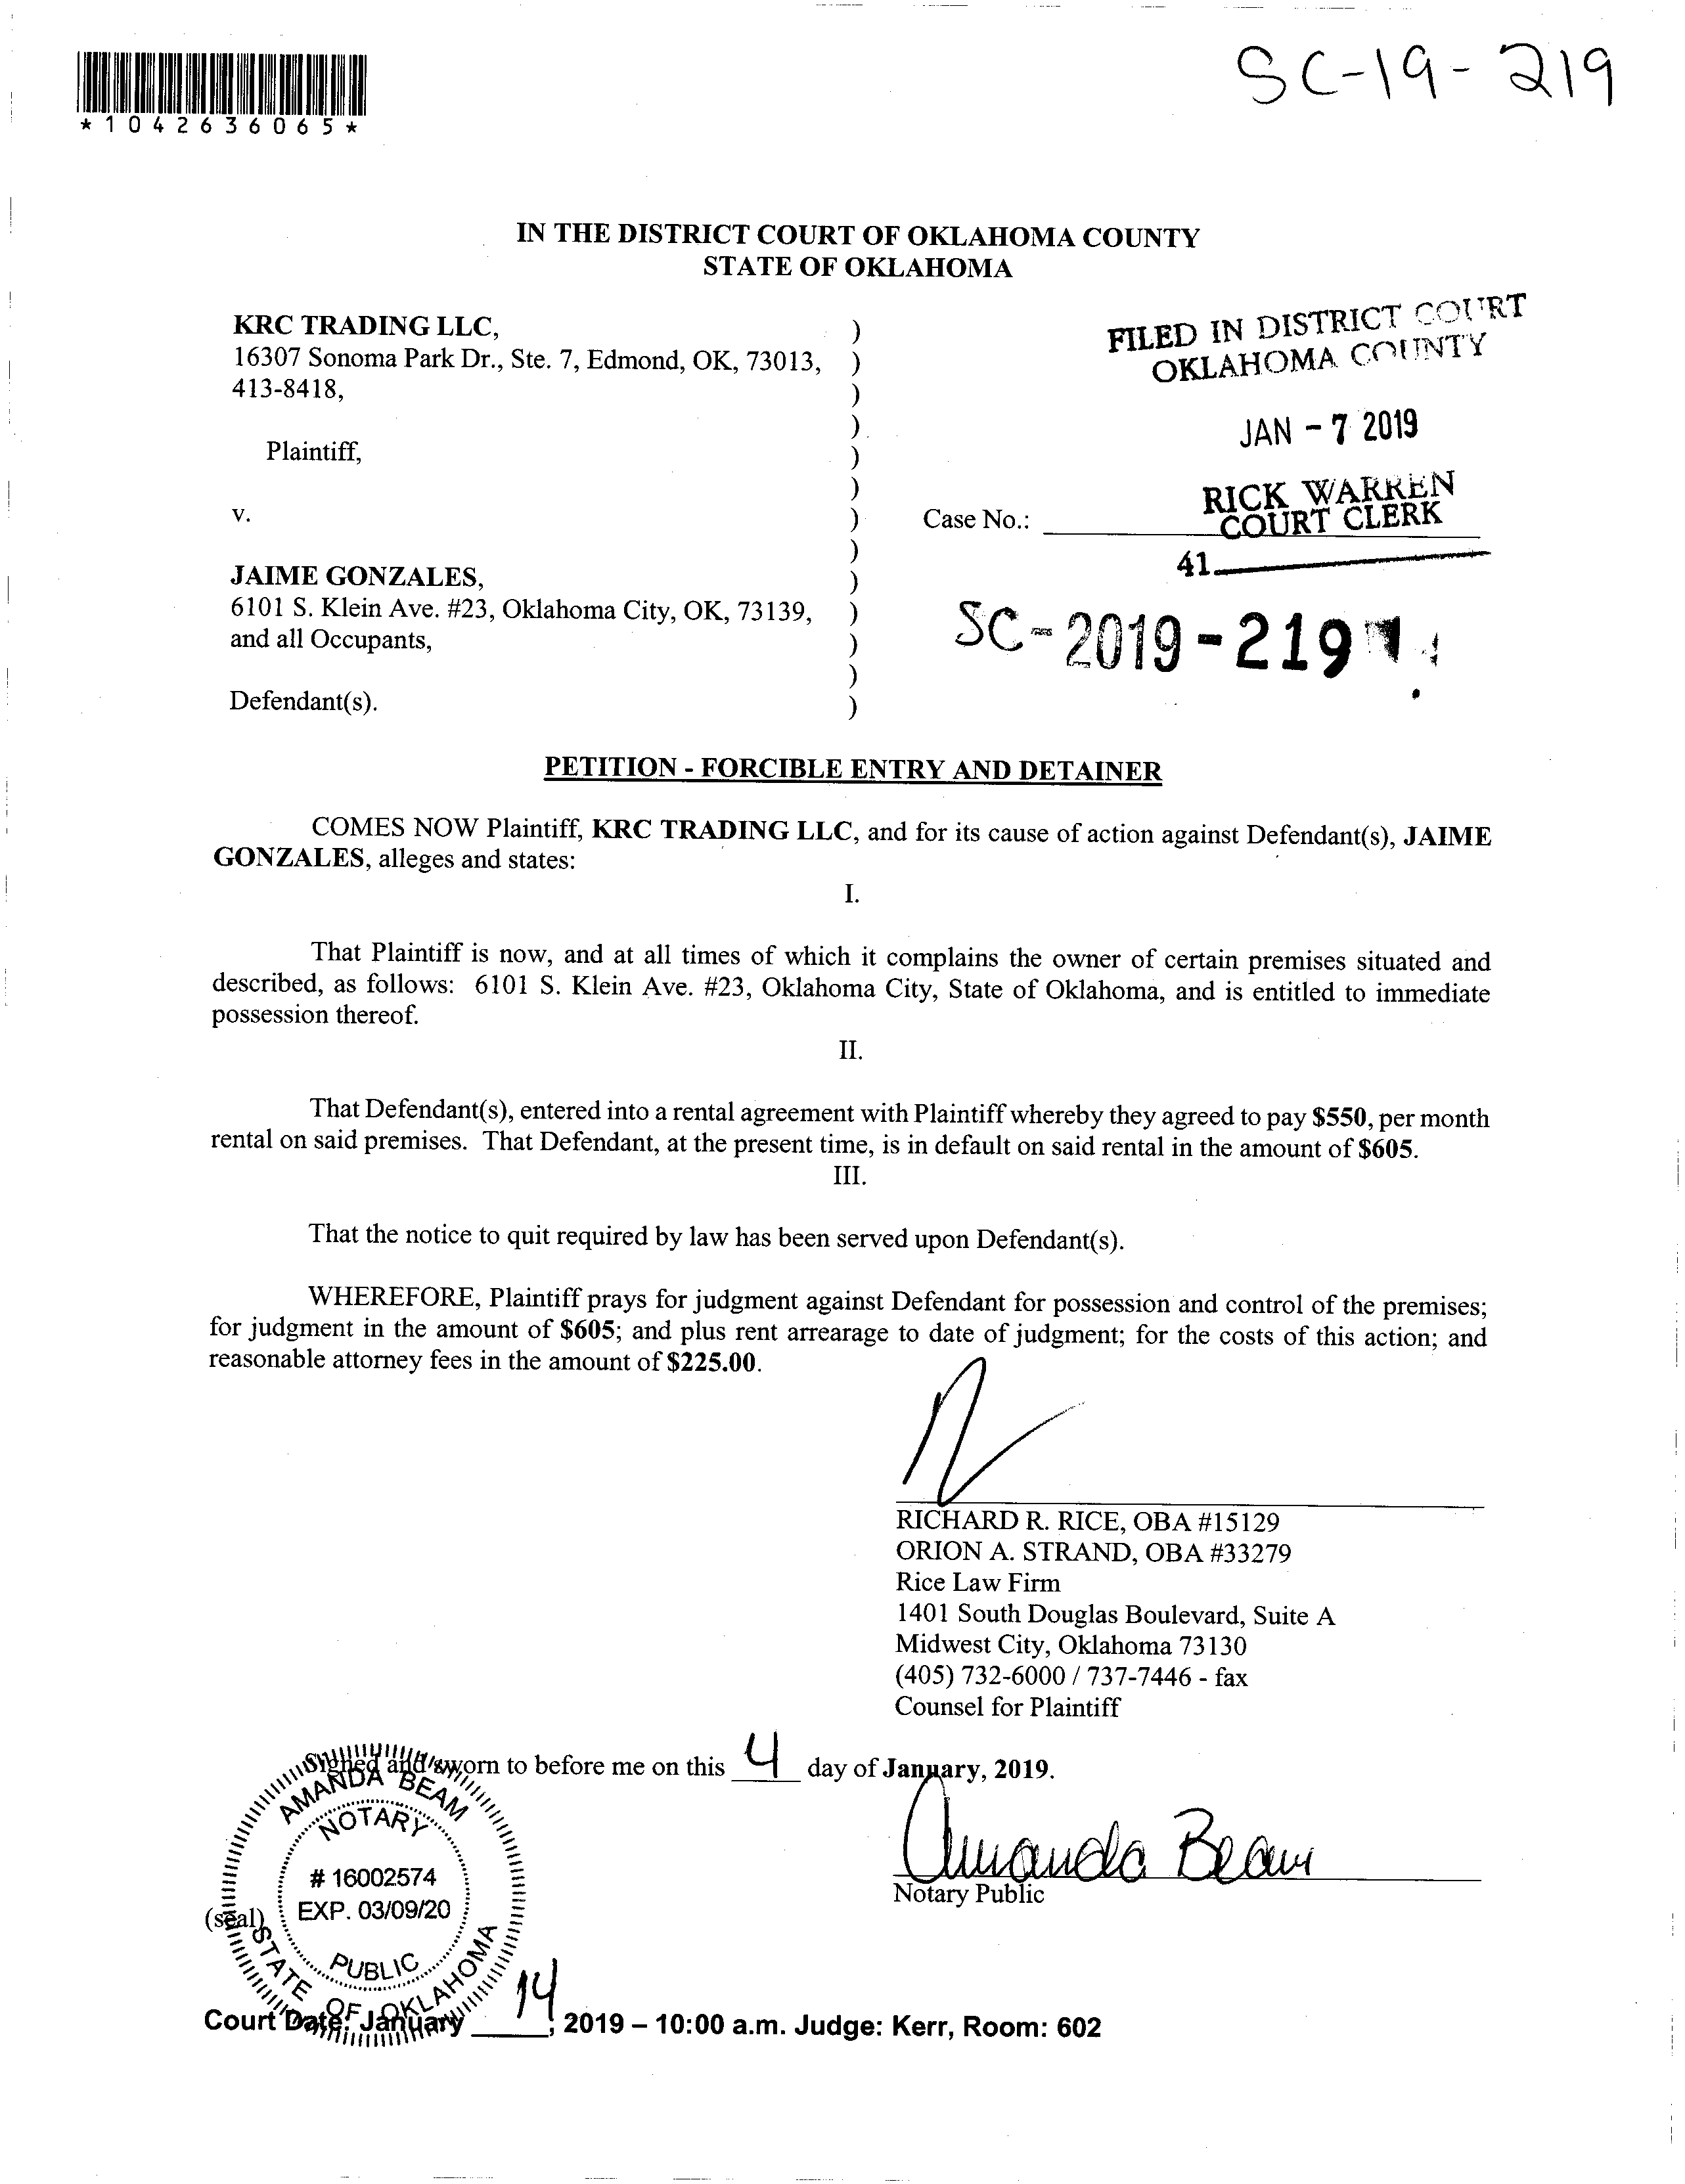 SC-19-219
*1042636065*
IN THE DISTRICT COURT OF OKLAHOMA COUNTY
STATE OF OKLAHOMA
KRC TRADING LLC, )
16307 Sonoma Park Dr., Ste. 7, Edmond, OK, 73013, )
413-8418, )
)
Plaintiff, )
)
v. )
)
JAIME GONZALES, )
6101 S. Klein Ave. #23, Oklahoma City, OK, 73139, )
and all Occupants, )
)
Defendant(s). )
FILED IN DISTRICT COURT
OKLAHOMA COUNTY
JAN - 7 2019
RICK WARREN
COURT CLERK
Case No.:
41
SC-2019-219
PETITION - FORCIBLE ENTRY AND DETAINER
COMES NOW Plaintiff, KRC TRADING LLC, and for its cause of action against Defendant(s), JAIME
GONZALES, alleges and states:
I.
That Plaintiff is now, and at all times of which it complains the owner of certain premises situated and
described, as follows: 6101 S. Klein Ave. #23, Oklahoma City, State of Oklahoma, and is entitled to immediate
possession thereof.
II.
That Defendant(s), entered into a rental agreement with Plaintiff whereby they agreed to pay $550, per month
rental on said premises. That Defendant, at the present time, is in default on said rental in the amount of $605.
III.
That the notice to quit required by law has been served upon Defendant(s).
WHEREFORE, Plaintiff prays for judgment against Defendant for possession and control of the premises;
for judgment in the amount of $605; and plus rent arrearage to date of judgment; for the costs of this action; and
reasonable attorney fees in the amount of $225.00.
RICHARD R. RICE, OBA #15129
ORION A. STRAND, OBA #33279
Rice Law Firm
1401 South Douglas Boulevard, Suite A
Midwest City, Oklahoma 73130
(405) 732-6000 / 737-7446 - fax
Counsel for Plaintiff
Signed and sworn to before me on this 4 day of January, 2019.
AMANDA BEAM
NOTARY
# 16002574
EXP. 03/09/20
PUBLIC
STATE OF OKLAHOMA
(seal)
Amanda Beam
Notary Public
Court Date: January 14, 2019 – 10:00 a.m. Judge: Kerr, Room: 602